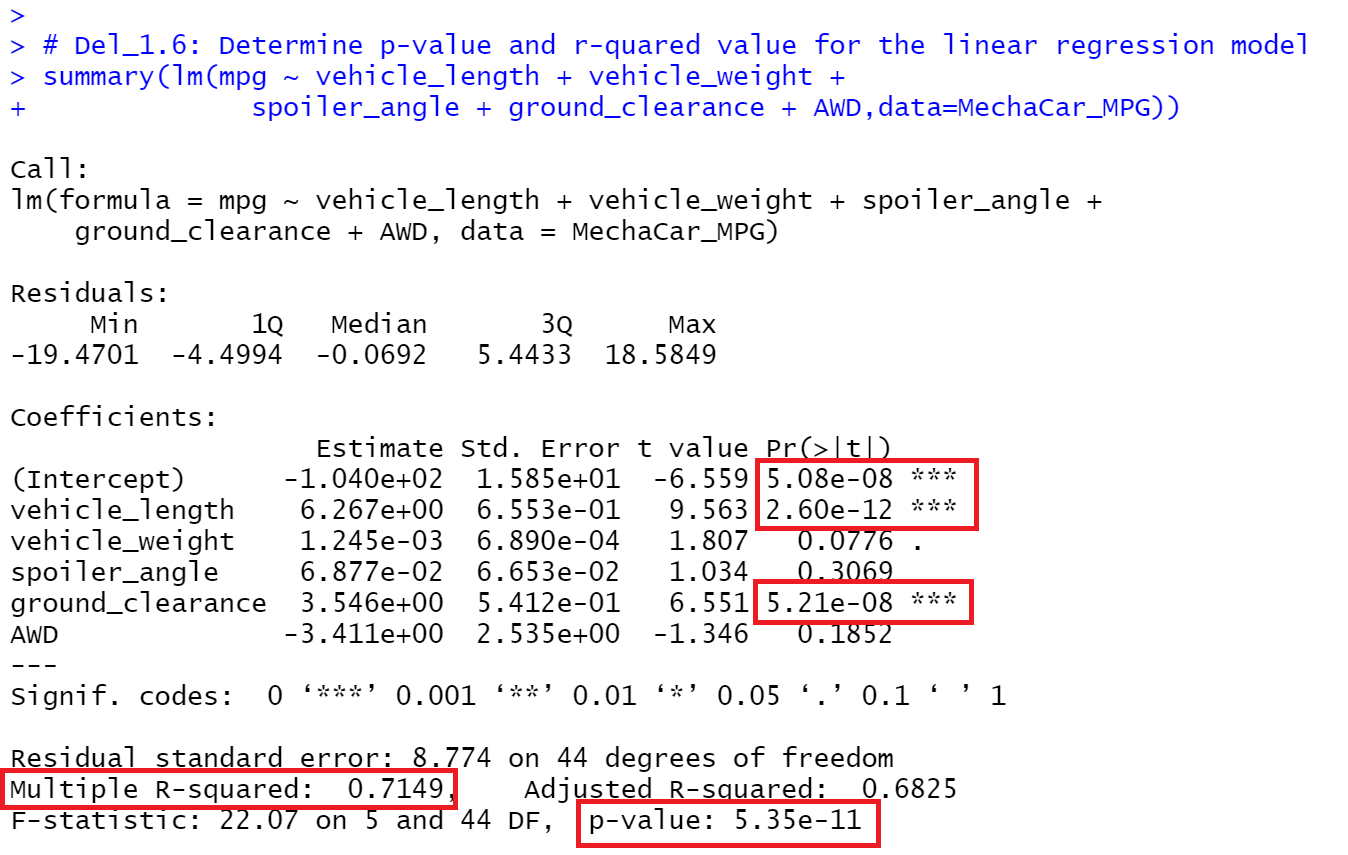 >
> # Del_1.6: Determine p-value and r-quared value for the linear regression model
> summary(lm(mpg ~ vehicle_length + vehicle_weight +
+               spoiler_angle + ground_clearance + AWD,data=MechaCar_MPG))

Call:
lm(formula = mpg ~ vehicle_length + vehicle_weight + spoiler_angle +
    ground_clearance + AWD, data = MechaCar_MPG)

Residuals:
     Min       1Q   Median       3Q      Max
-19.4701  -4.4994  -0.0692   5.4433  18.5849

Coefficients:
                   Estimate Std. Error t value Pr(>|t|)
(Intercept)      -1.040e+02  1.585e+01  -6.559 5.08e-08 ***
vehicle_length    6.267e+00  6.553e-01   9.563 2.60e-12 ***
vehicle_weight    1.245e-03  6.890e-04   1.807   0.0776 .
spoiler_angle     6.877e-02  6.653e-02   1.034   0.3069
ground_clearance  3.546e+00  5.412e-01   6.551 5.21e-08 ***
AWD              -3.411e+00  2.535e+00  -1.346   0.1852
---
Signif. codes:  0 ‘***’ 0.001 ‘**’ 0.01 ‘*’ 0.05 ‘.’ 0.1 ‘ ’ 1

Residual standard error: 8.774 on 44 degrees of freedom
Multiple R-squared:  0.7149,    Adjusted R-squared:  0.6825
F-statistic: 22.07 on 5 and 44 DF,  p-value: 5.35e-11